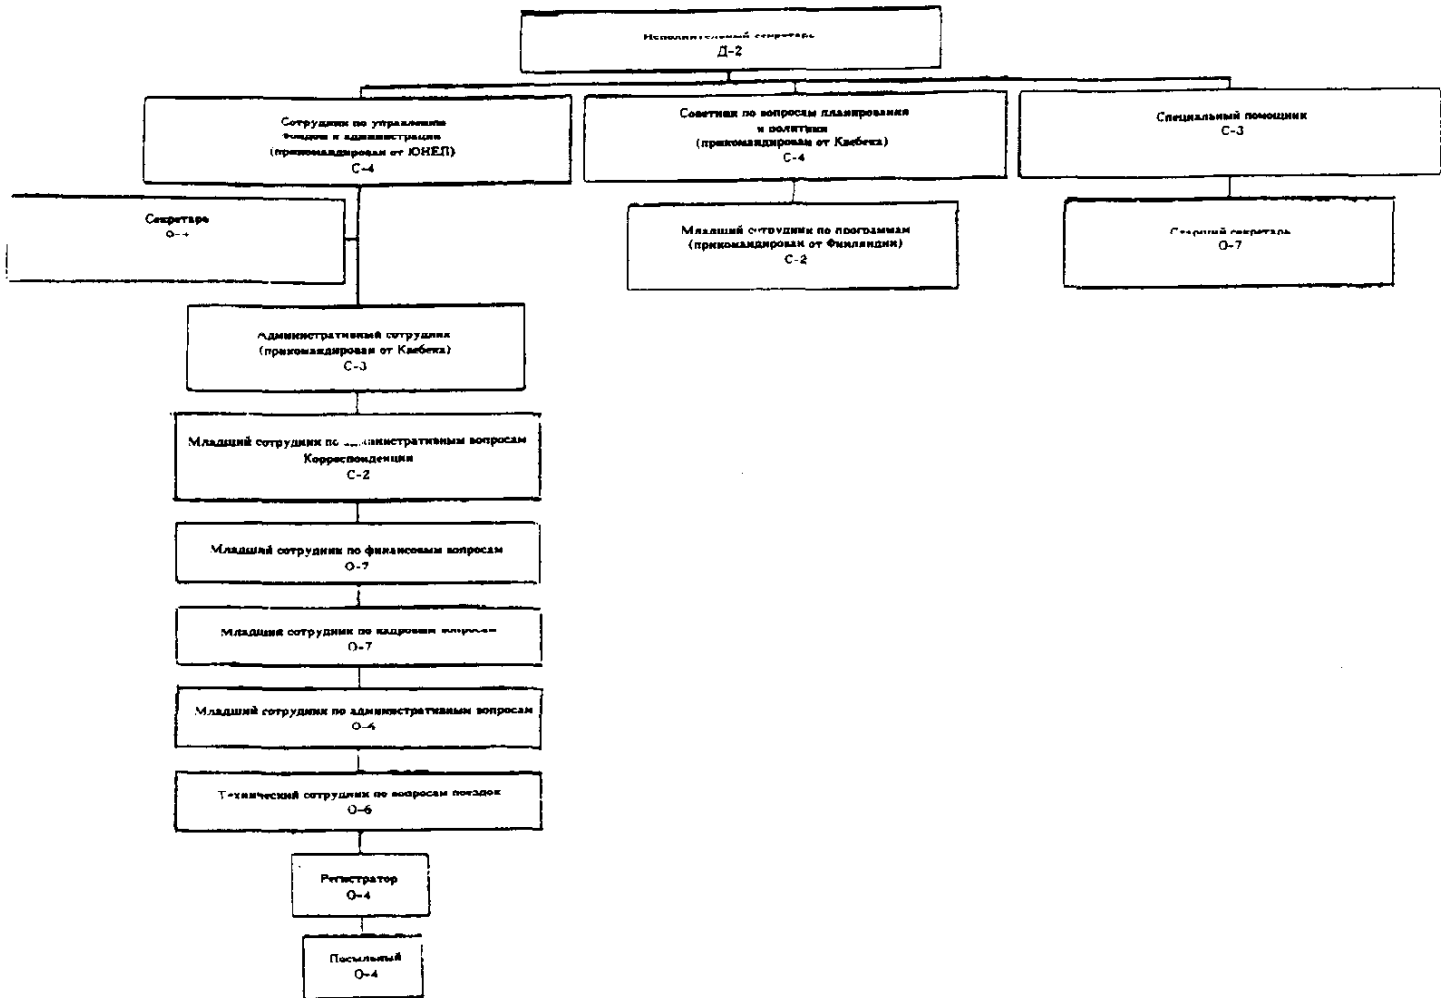 Исполнительный секретарь
Д-2
Сотрудник по управлению
фондом и администрации
(прикомандирован от ЮНЕП)
С-4
Советник по вопросам планирования
и политики
(прикомандирован от Квебека)
С-4
Специальный помощник
С-3
Секретарь
Младший сотрудник по программам
(прикомандирован от Финляндии)
С-2
Старший секретарь
О-7
Административный сотрудник
(прикомандирован от Квебека)
С-3
Младший сотрудник по административным вопросам
Корреспонденции
С-2
Младший сотрудник по финансовым вопросам
О-7
Младший сотрудник по кадровым вопросам
О-7
Младший сотрудник по административным вопросам
Технический сотрудник по вопросам поездок
О-6
Регистратор
О-4
Посыльный
О-4